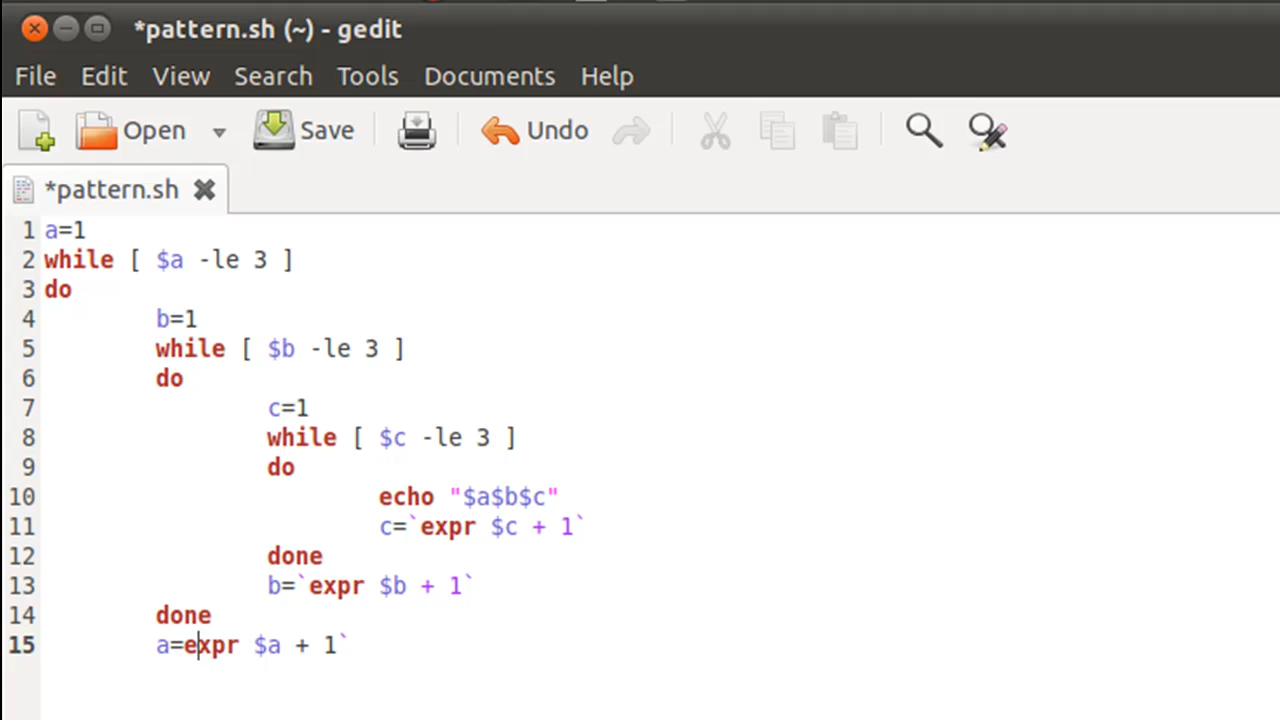 *pattern.sh (~) - gedit
File Edit View Search Tools Documents Help
Open Save Undo
*pattern.sh
1 a=1
2 while [ $a -le 3 ]
3 do
4 b=1
5 while [ $b -le 3 ]
6 do
7 c=1
8 while [ $c -le 3 ]
9 do
10 echo "$a$b$c"
11 c=`expr $c + 1`
12 done
13 b=`expr $b + 1`
14 done
15 a=expr $a + 1`